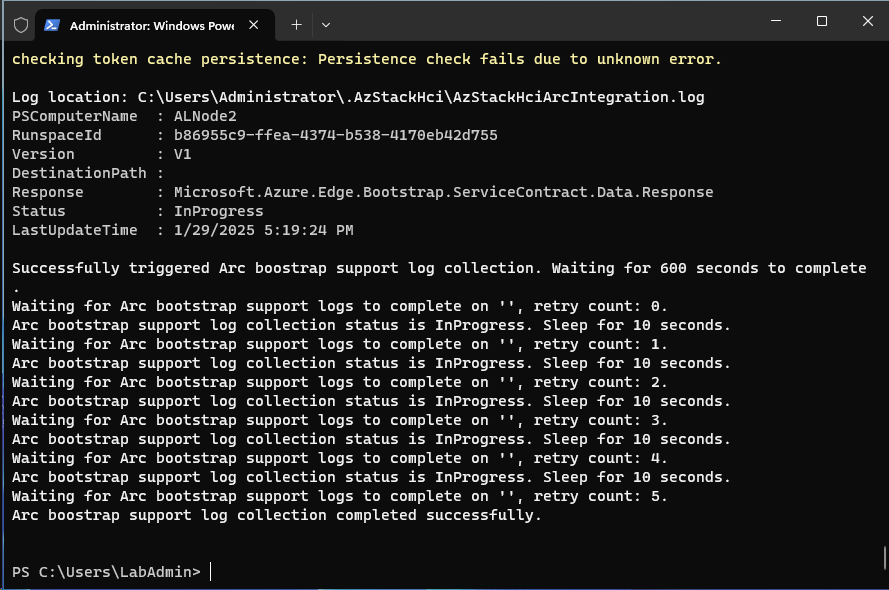 Administrator: Windows Powe
checking token cache persistence: Persistence check fails due to unknown error.
Log location: C:\Users\Administrator\.AzStackHci\AzStackHciArcIntegration.log
PSComputerName  : ALNode2
RunspaceId      : b86955c9-ffea-4374-b538-4170eb42d755
Version         : V1
DestinationPath :
Response        : Microsoft.Azure.Edge.Bootstrap.ServiceContract.Data.Response
Status          : InProgress
LastUpdateTime  : 1/29/2025 5:19:24 PM
Successfully triggered Arc boostrap support log collection. Waiting for 600 seconds to complete
.
Waiting for Arc bootstrap support logs to complete on '', retry count: 0.
Arc bootstrap support log collection status is InProgress. Sleep for 10 seconds.
Waiting for Arc bootstrap support logs to complete on '', retry count: 1.
Arc bootstrap support log collection status is InProgress. Sleep for 10 seconds.
Waiting for Arc bootstrap support logs to complete on '', retry count: 2.
Arc bootstrap support log collection status is InProgress. Sleep for 10 seconds.
Waiting for Arc bootstrap support logs to complete on '', retry count: 3.
Arc bootstrap support log collection status is InProgress. Sleep for 10 seconds.
Waiting for Arc bootstrap support logs to complete on '', retry count: 4.
Arc bootstrap support log collection status is InProgress. Sleep for 10 seconds.
Waiting for Arc bootstrap support logs to complete on '', retry count: 5.
Arc boostrap support log collection completed successfully.
PS C:\Users\LabAdmin>